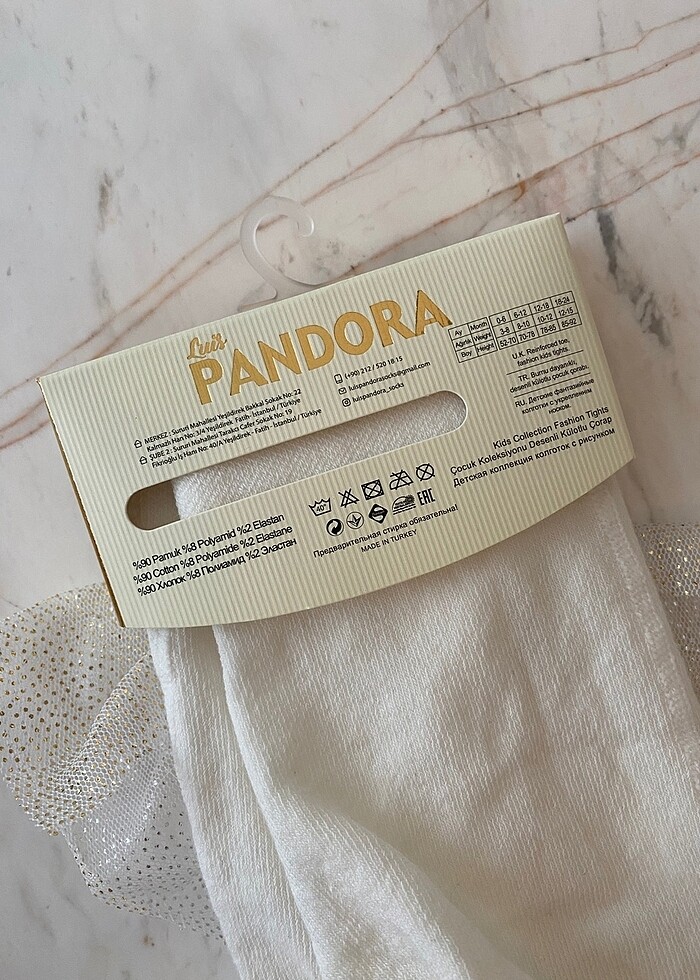 Luis
PANDORA
MERKEZ : Sururi Mahallesi Yeşildirek Bakkal Sokak No: 22
Kalmazlı Han No: 3/4 Yeşildirek Fatih- İstanbul / Türkiye
ŞUBE 2 : Sururi Mahallesi Tarakcı Cafer Sokak No: 19
Fikrioğlu İş Hanı No: 40/A Yeşildirek - Fatih - İstanbul / Türkiye
(+90) 212 / 520 18 15
luispandorasocks@gmail.com
luispandora_socks
Ay Month 0-6 6-12 12-18 18-24
Ağırlık Weight 3-8 8-10 10-12 12-15
Boy Height 52-70 70-78 78-85 85-92
U.K. Reinforced toe,
fashion kids tights.
TR. Burnu dayanıklı,
desenli külotlu çocuk çorabı.
RU. Детские фантазийные
колготки с укрепленным
носком.
Kids Collection Fashion Tights
Çocuk Koleksiyonu Desenli Külotlu Çorap
Детская коллекция колготок с рисунком
%90 Pamuk %8 Polyamid %2 Elastan
%90 Cotton %8 Polyamide %2 Elastane
%90 Хлопок %8 Полиамид %2 Эластан
40°
EAC
Предварительная стирка обязательна!
MADE IN TURKEY